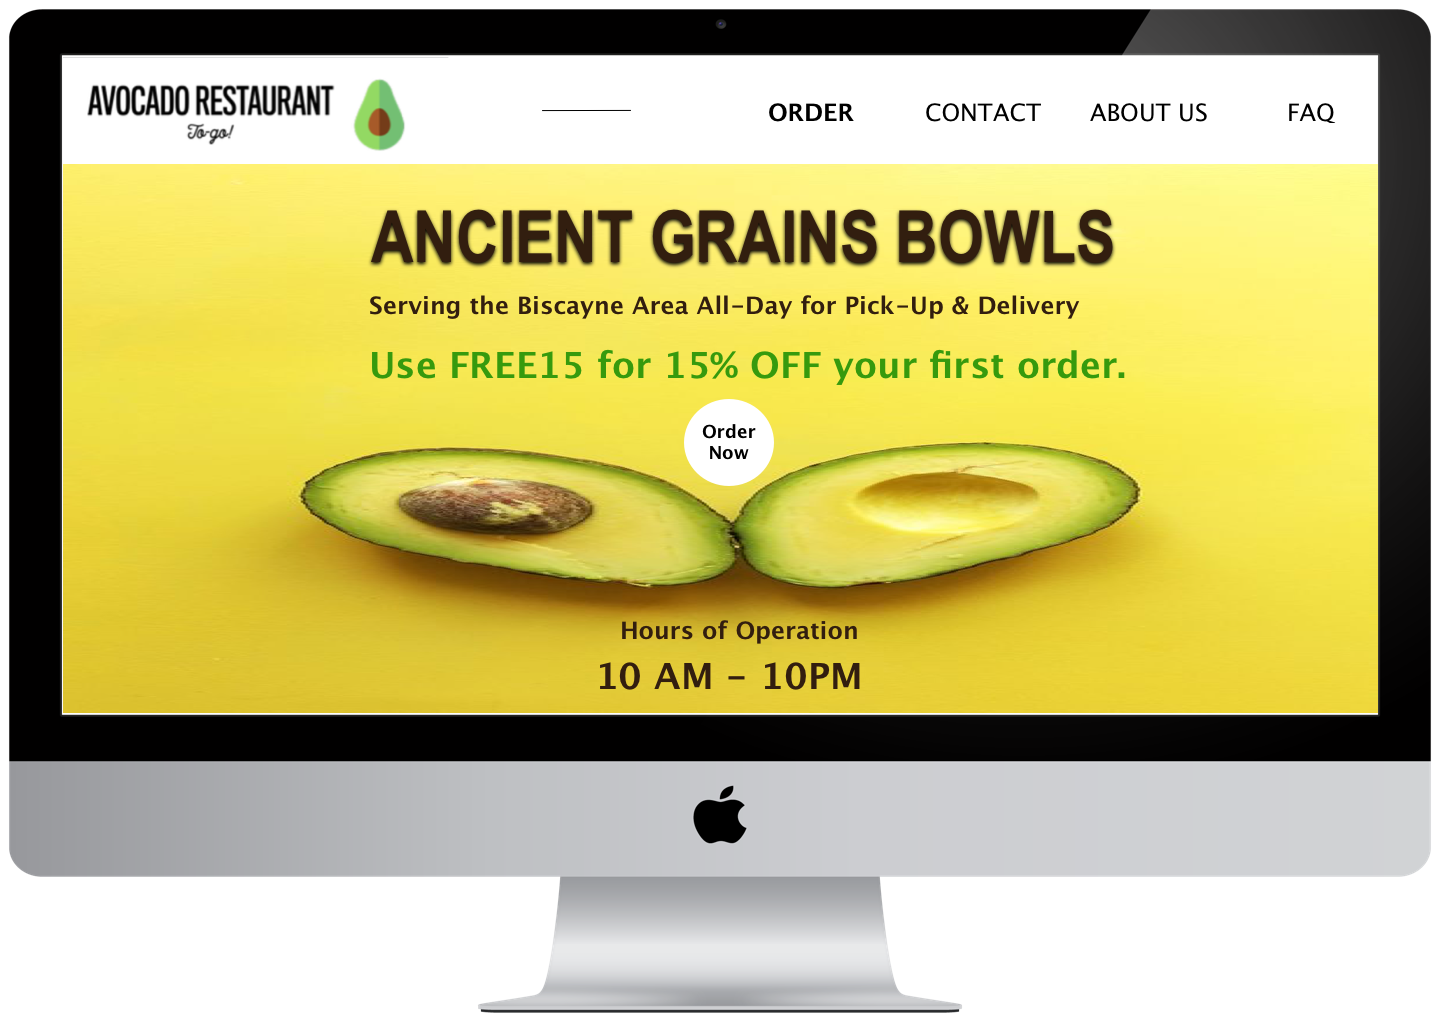 AVOCADO RESTAURANT
To-go!
ORDER CONTACT ABOUT US FAQ
ANCIENT GRAINS BOWLS
Serving the Biscayne Area All-Day for Pick-Up & Delivery
Use FREE15 for 15% OFF your first order.
Order
Now
Hours of Operation
10 AM - 10PM